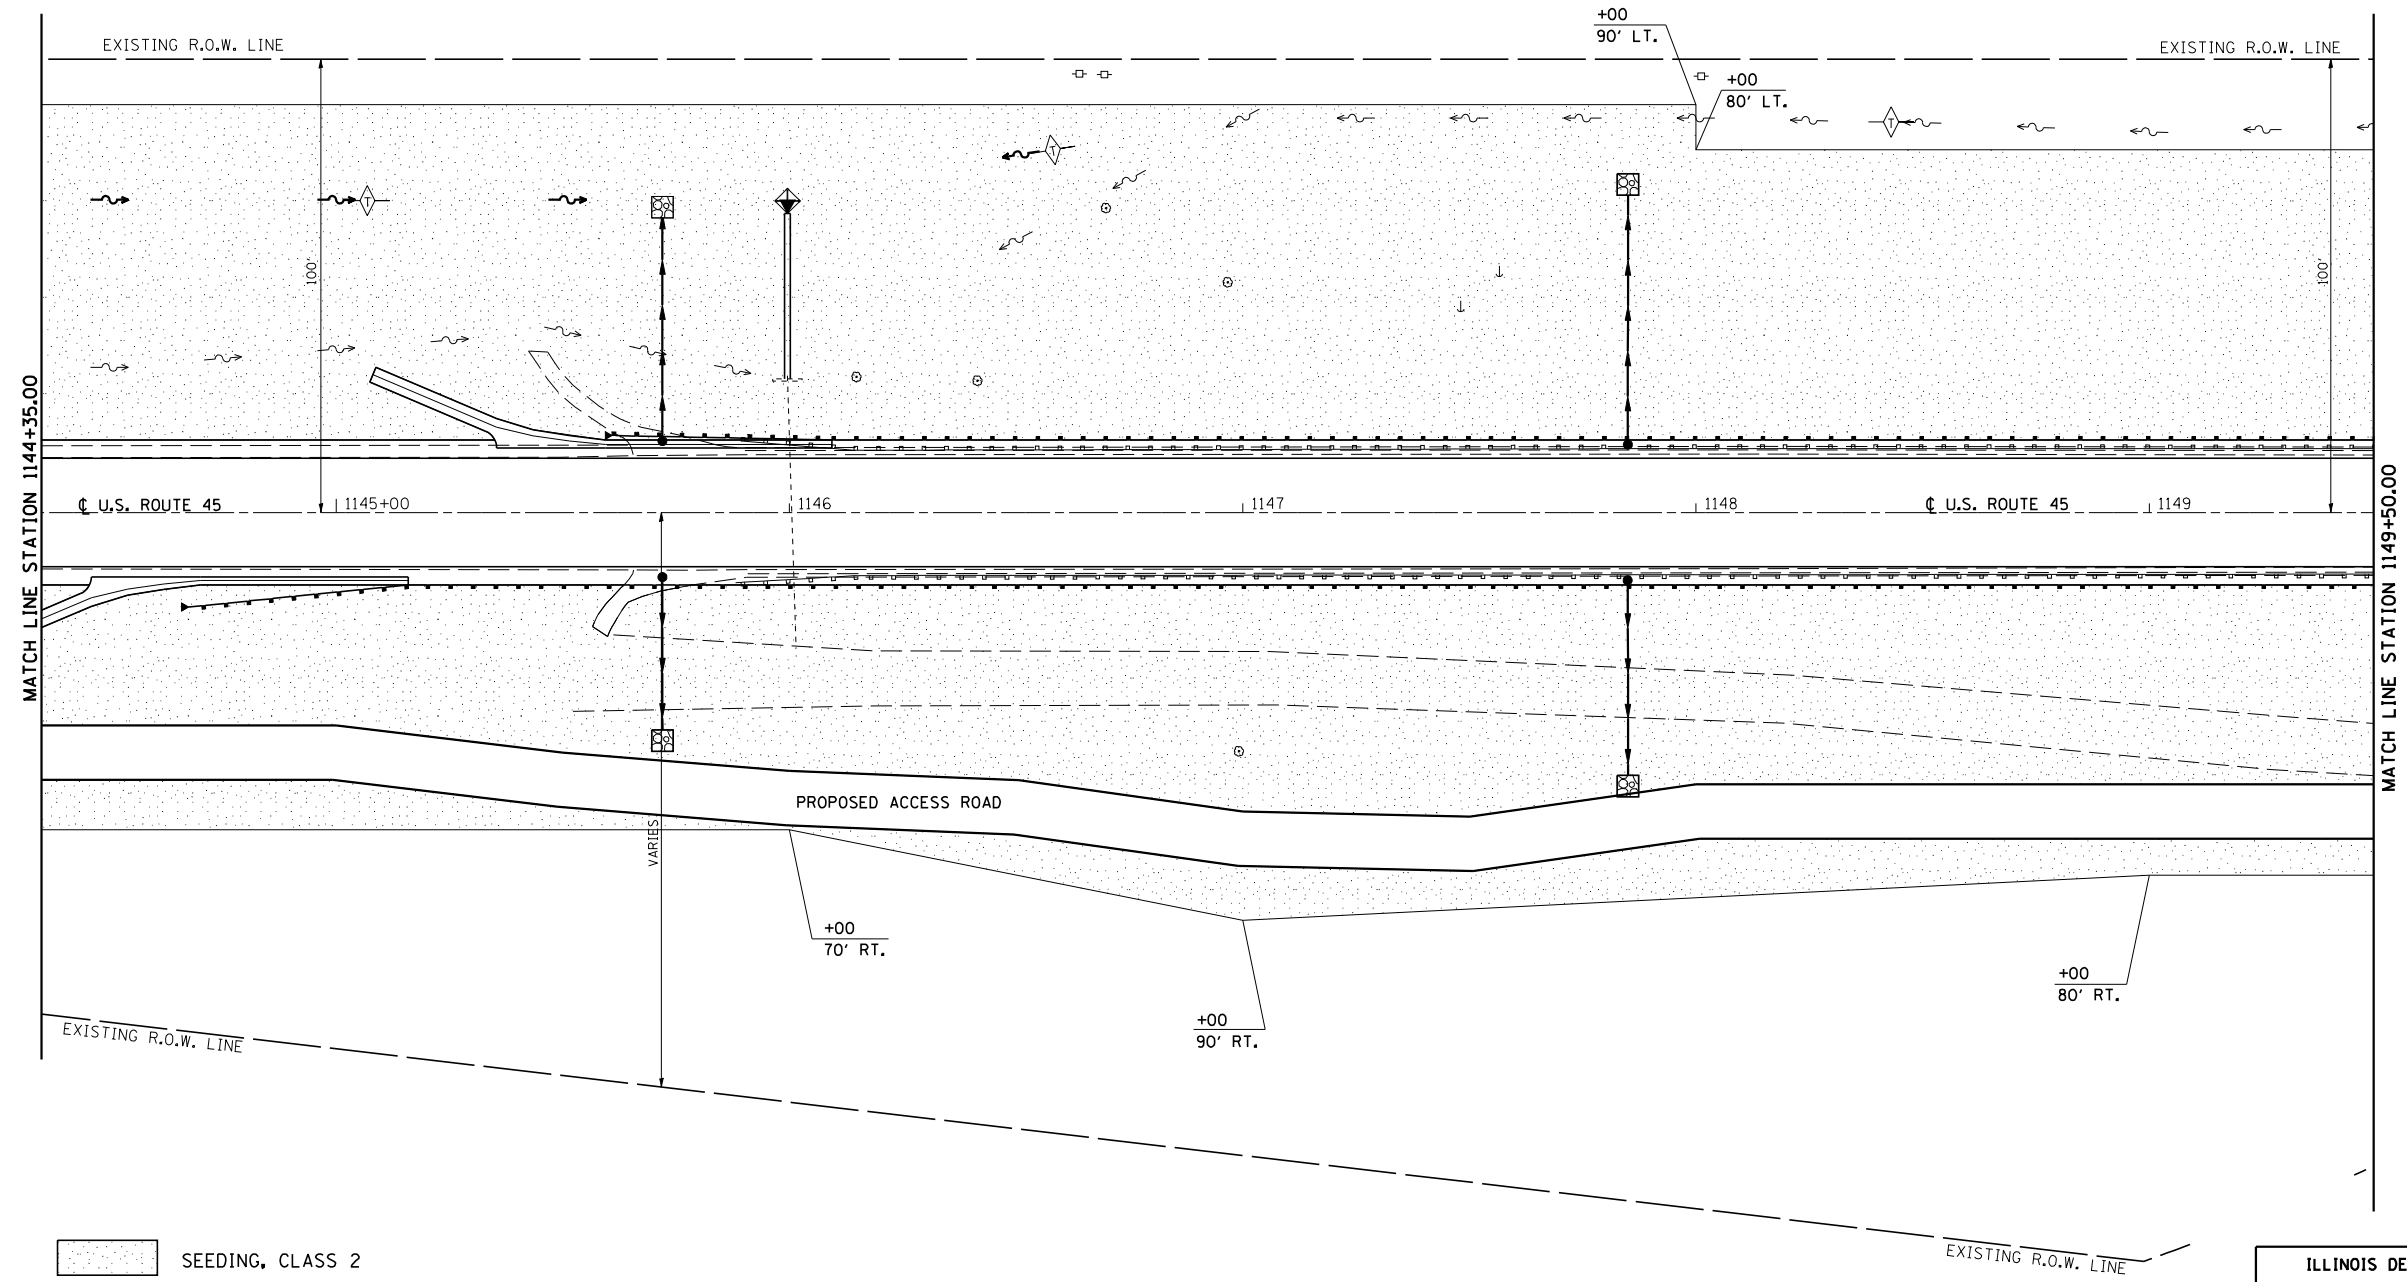 +00
90' LT.
EXISTING R.O.W. LINE
EXISTING R.O.W. LINE
+00
80' LT.
T
T
T
100'
100'
MATCH LINE STATION 1144+35.00
℄ U.S. ROUTE 45
1145+00
1146
1147
1148
℄ U.S. ROUTE 45
1149
MATCH LINE STATION 1149+50.00
PROPOSED ACCESS ROAD
VARIES
+00
70' RT.
+00
80' RT.
+00
90' RT.
EXISTING R.O.W. LINE
EXISTING R.O.W. LINE
SEEDING, CLASS 2
ILLINOIS DE